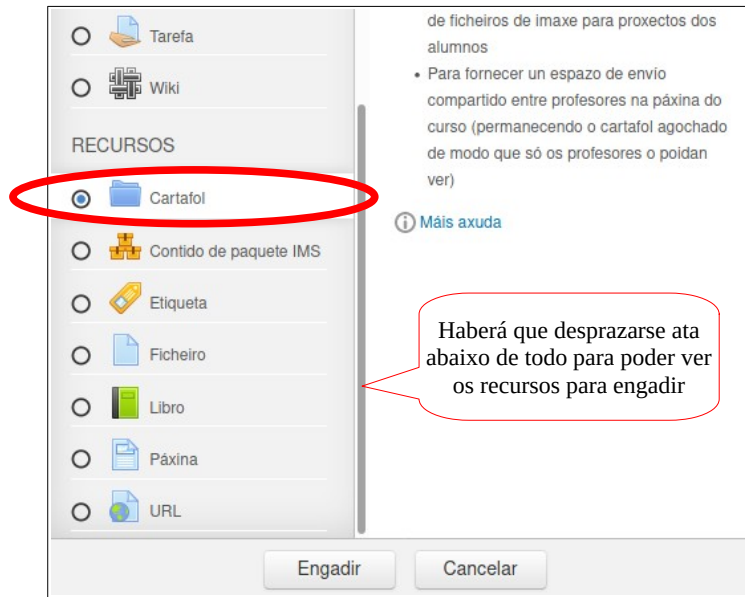 Tarefa
Wiki
RECURSOS
Cartafol
Contido de paquete IMS
Etiqueta
Ficheiro
Libro
Páxina
URL
de ficheiros de imaxe para proxectos dos
alumnos
• Para fornecer un espazo de envío
compartido entre profesores na páxina do
curso (permanecendo o cartafol agochado
de modo que só os profesores o poidan
ver)
Máis axuda
Haberá que desprazarse ata
abaixo de todo para poder ver
os recursos para engadir
Engadir
Cancelar